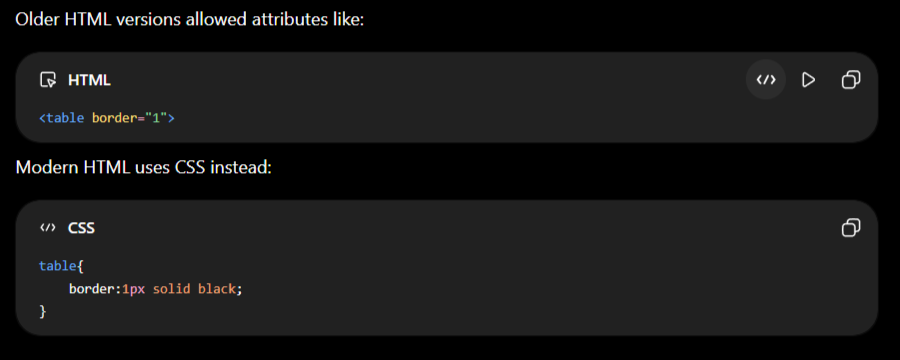 Older HTML versions allowed attributes like:
HTML
<table border="1">
Modern HTML uses CSS instead:
CSS
table{
    border:1px solid black;
}